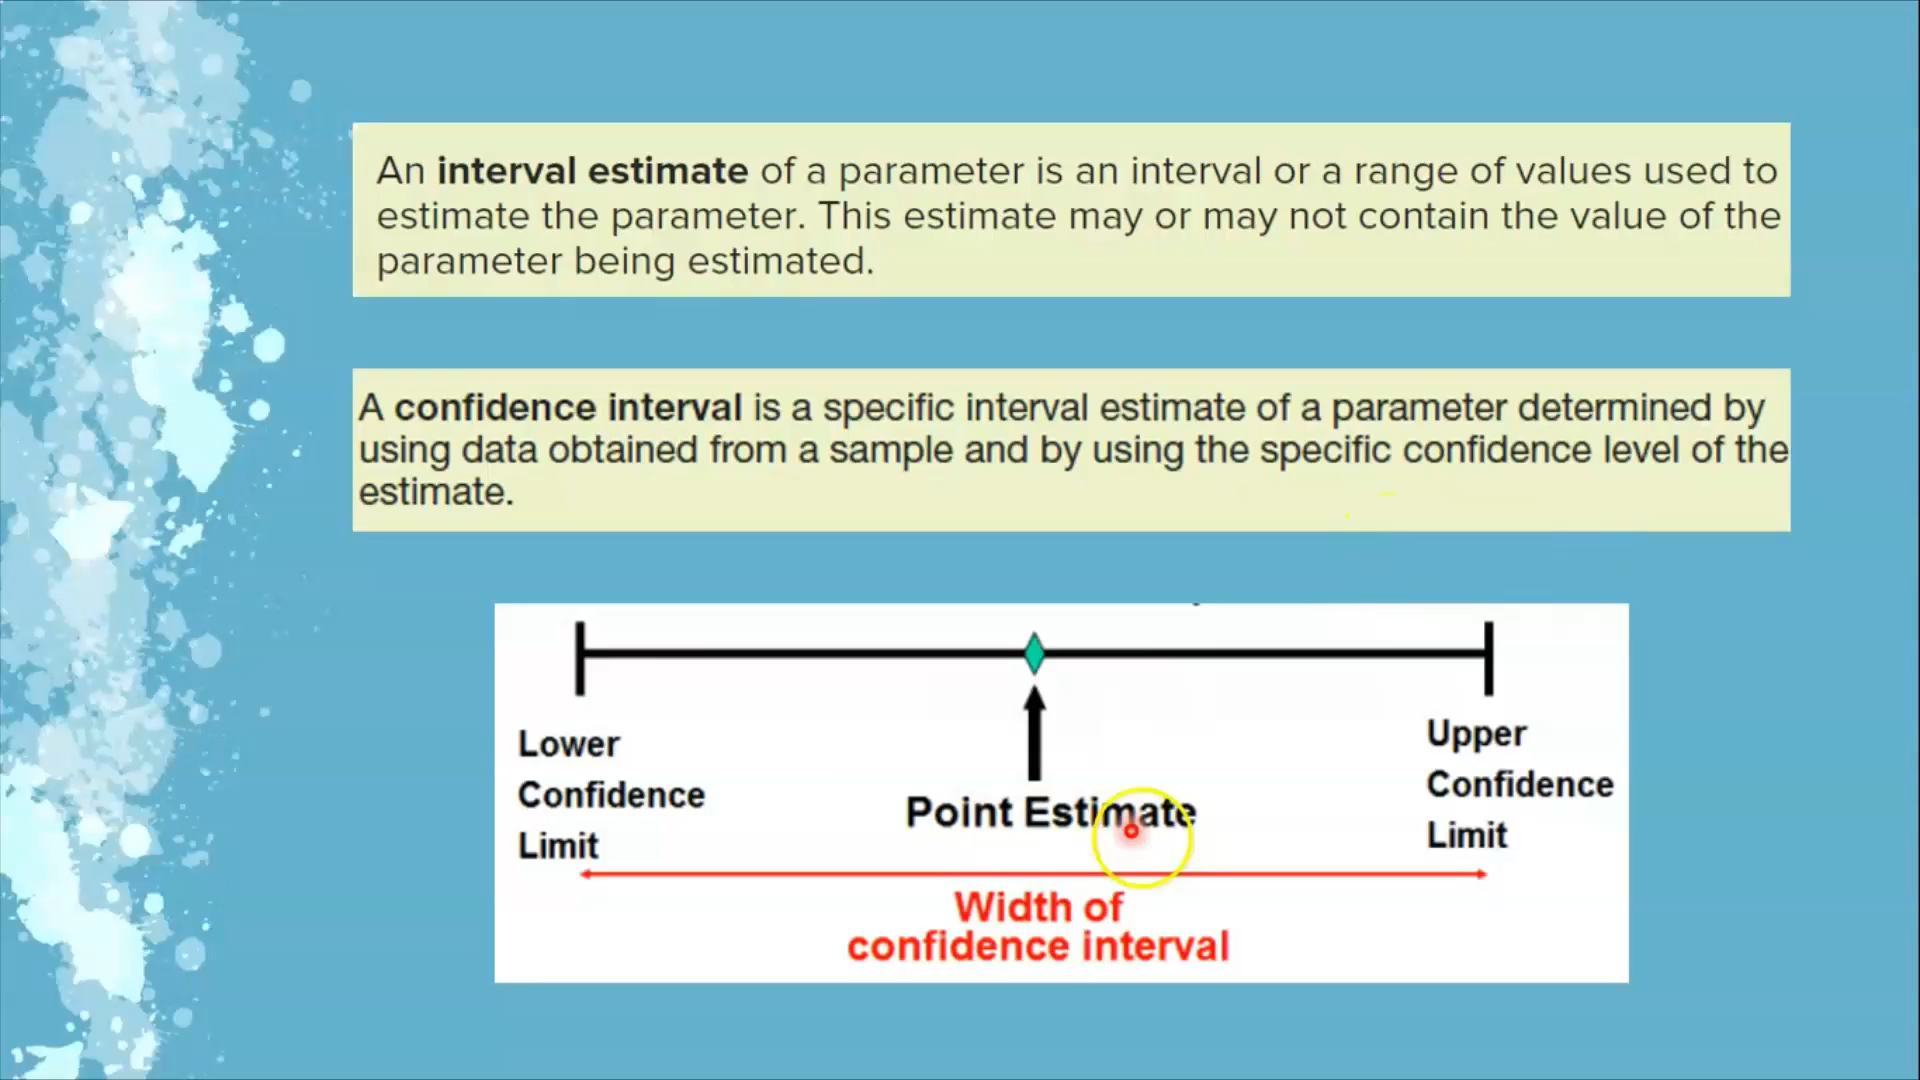 An interval estimate of a parameter is an interval or a range of values used to
estimate the parameter. This estimate may or may not contain the value of the
parameter being estimated.
A confidence interval is a specific interval estimate of a parameter determined by
using data obtained from a sample and by using the specific confidence level of the
estimate.
Lower
Confidence
Limit
Point Estimate
Upper
Confidence
Limit
Width of
confidence interval